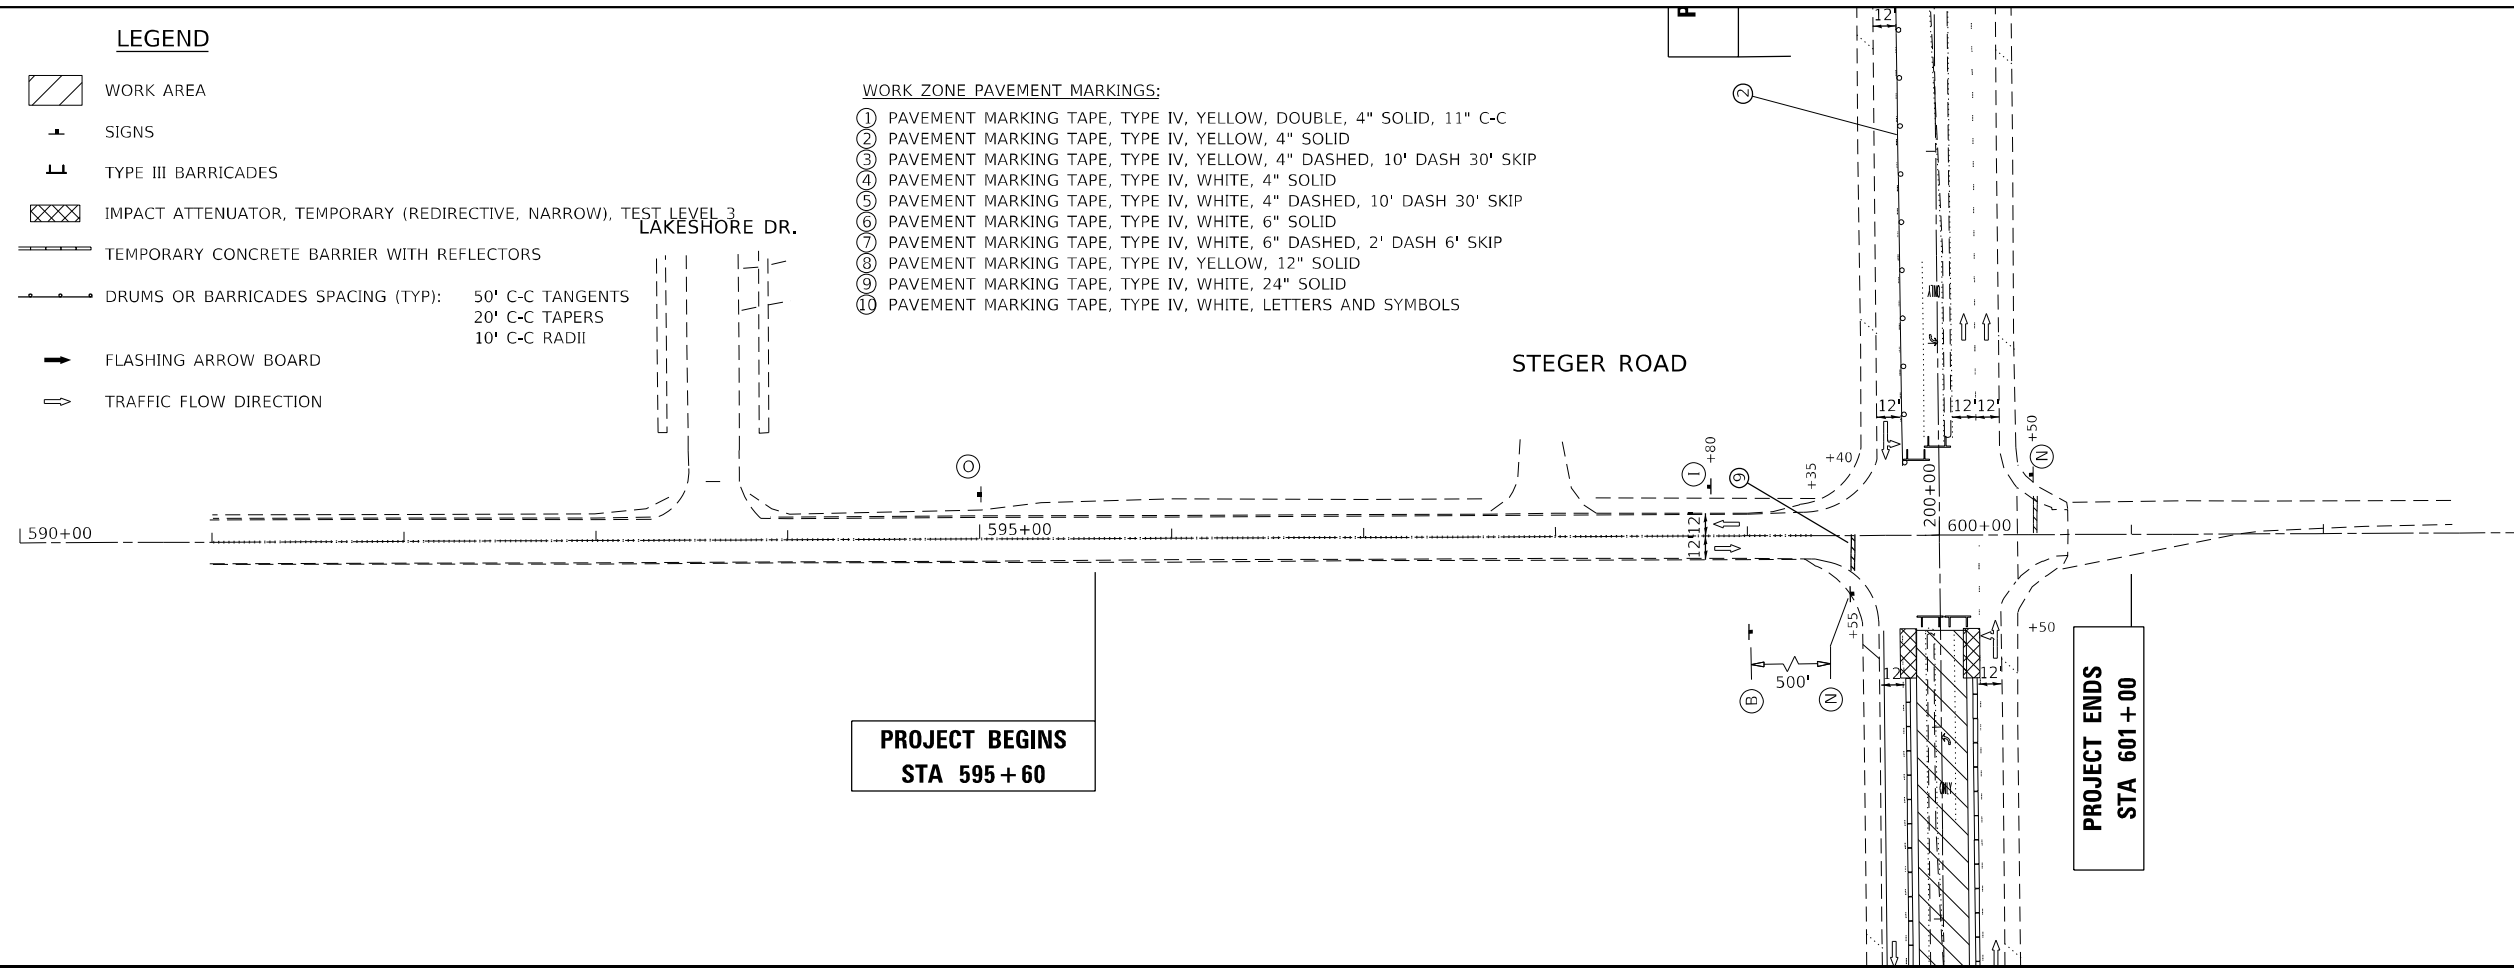 LEGEND
WORK AREA
SIGNS
TYPE III BARRICADES
IMPACT ATTENUATOR, TEMPORARY (REDIRECTIVE, NARROW), TEST LEVEL 3
TEMPORARY CONCRETE BARRIER WITH REFLECTORS
DRUMS OR BARRICADES SPACING (TYP): 50' C-C TANGENTS
20' C-C TAPERS
10' C-C RADII
FLASHING ARROW BOARD
TRAFFIC FLOW DIRECTION
LAKESHORE DR.
WORK ZONE PAVEMENT MARKINGS:
1 PAVEMENT MARKING TAPE, TYPE IV, YELLOW, DOUBLE, 4" SOLID, 11" C-C
2 PAVEMENT MARKING TAPE, TYPE IV, YELLOW, 4" SOLID
3 PAVEMENT MARKING TAPE, TYPE IV, YELLOW, 4" DASHED, 10' DASH 30' SKIP
4 PAVEMENT MARKING TAPE, TYPE IV, WHITE, 4" SOLID
5 PAVEMENT MARKING TAPE, TYPE IV, WHITE, 4" DASHED, 10' DASH 30' SKIP
6 PAVEMENT MARKING TAPE, TYPE IV, WHITE, 6" SOLID
7 PAVEMENT MARKING TAPE, TYPE IV, WHITE, 6" DASHED, 2' DASH 6' SKIP
8 PAVEMENT MARKING TAPE, TYPE IV, YELLOW, 12" SOLID
9 PAVEMENT MARKING TAPE, TYPE IV, WHITE, 24" SOLID
10 PAVEMENT MARKING TAPE, TYPE IV, WHITE, LETTERS AND SYMBOLS
P
12'
2
ONLY
STEGER ROAD
12'
12' 12'
+50
N
O
I
+80
9
+35
+40
200+00
590+00
595+00
12' 12'
600+00
+55
+50
500'
B
N
12'
12'
ONLY
PROJECT BEGINS
STA 595+60
PROJECT ENDS
STA 601+00